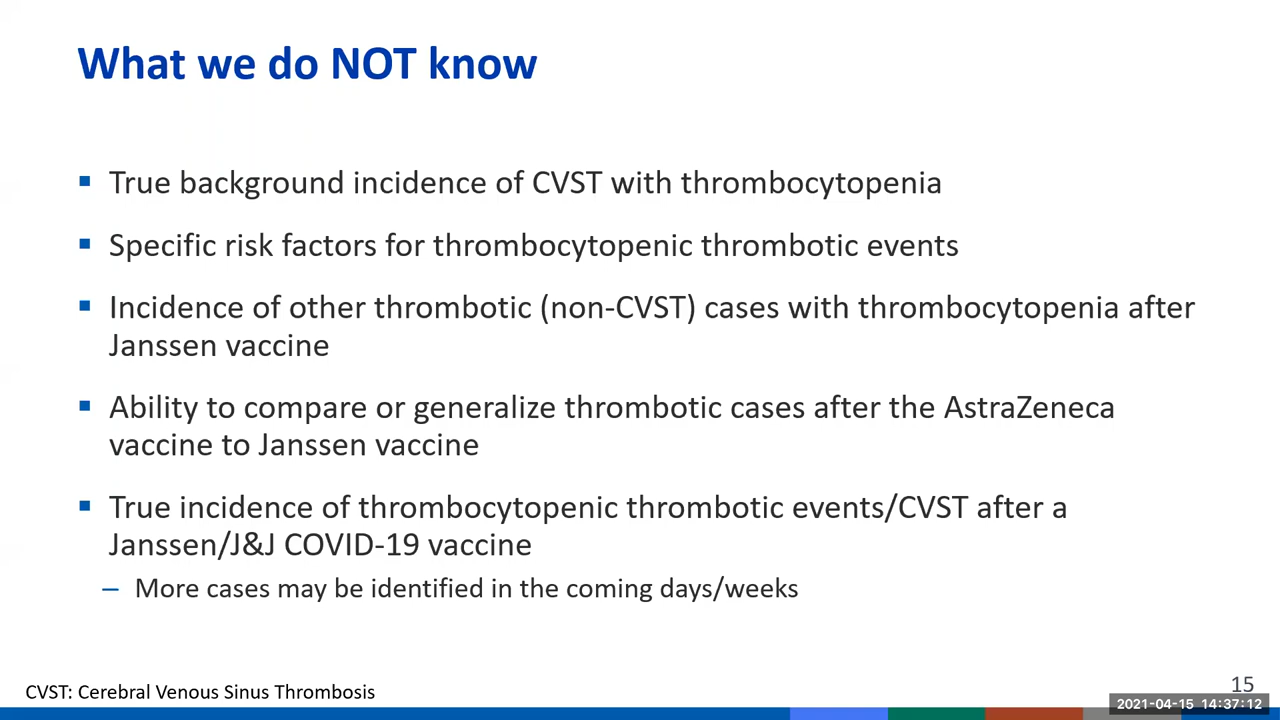 What we do NOT know
▪ True background incidence of CVST with thrombocytopenia
▪ Specific risk factors for thrombocytopenic thrombotic events
▪ Incidence of other thrombotic (non-CVST) cases with thrombocytopenia after
Janssen vaccine
▪ Ability to compare or generalize thrombotic cases after the AstraZeneca
vaccine to Janssen vaccine
▪ True incidence of thrombocytopenic thrombotic events/CVST after a
Janssen/J&J COVID-19 vaccine
– More cases may be identified in the coming days/weeks
CVST: Cerebral Venous Sinus Thrombosis
15
2021-04-15 14:37:12